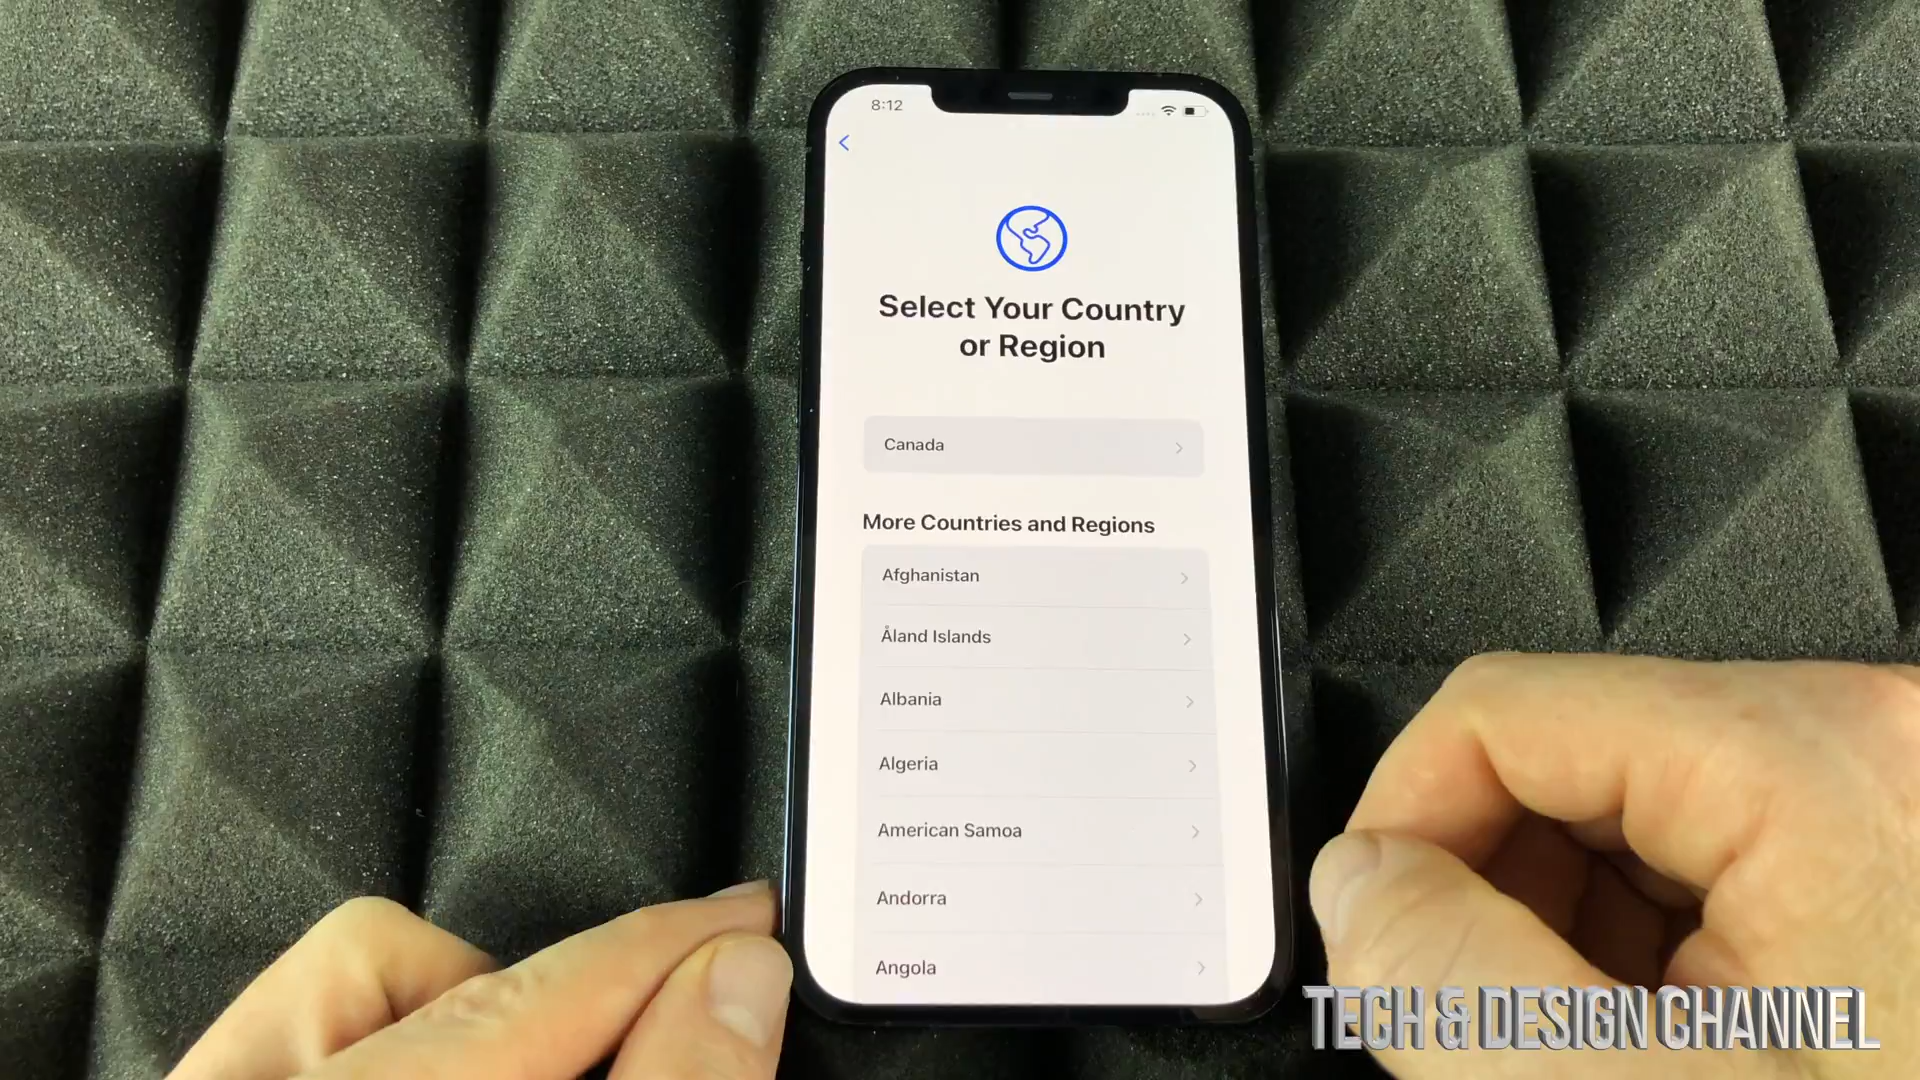 8:12
Select Your Country
or Region
Canada
More Countries and Regions
Afghanistan
Åland Islands
Albania
Algeria
American Samoa
Andorra
Angola
TECH & DESIGN CHANNEL